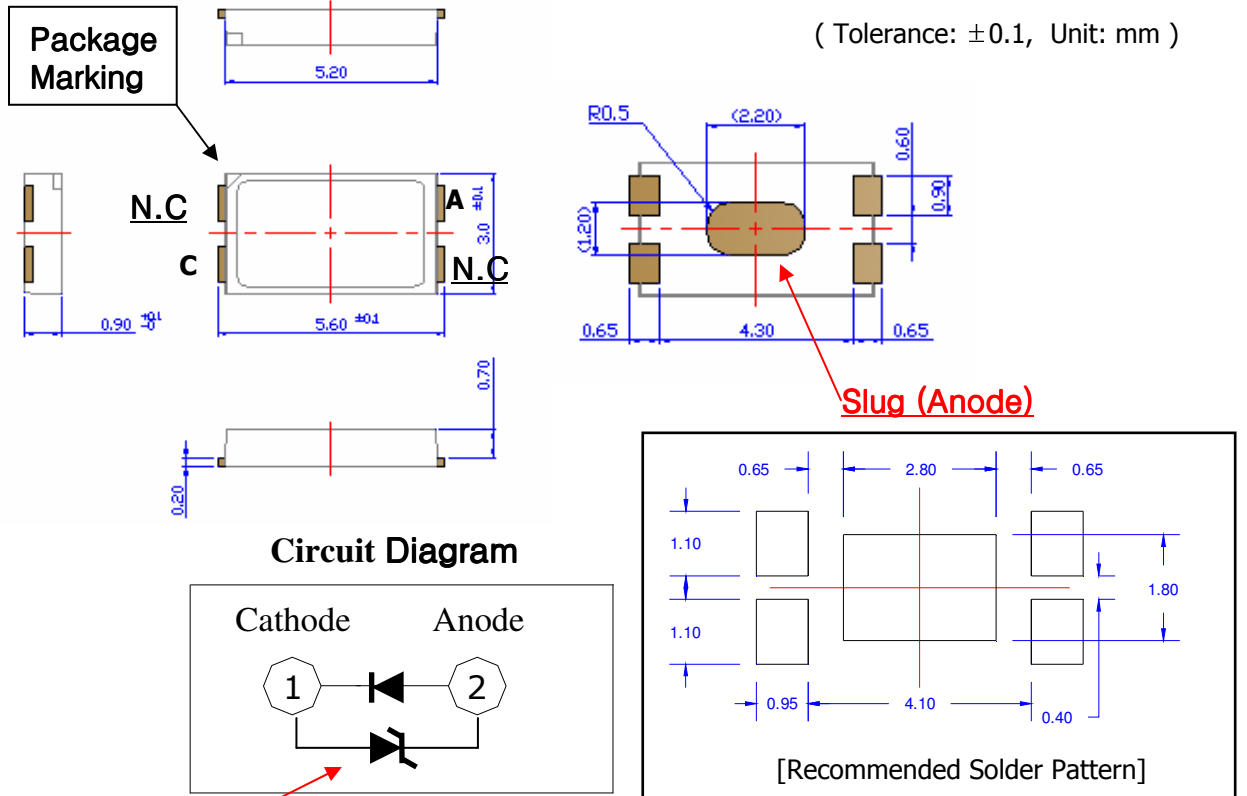 Package
Marking
5.20
( Tolerance: ±0.1, Unit: mm )
N.C
C
A
N.C
3.0 ±0.1
0.90 +0.1 -0
5.60 ±0.1
0.70
0.20
R0.5
(2.20)
(1.20)
0.60
0.90
0.65
4.30
0.65
Slug (Anode)
Circuit Diagram
Cathode
Anode
1
2
0.65
2.80
0.65
1.10
1.10
1.80
0.95
4.10
0.40
[Recommended Solder Pattern]